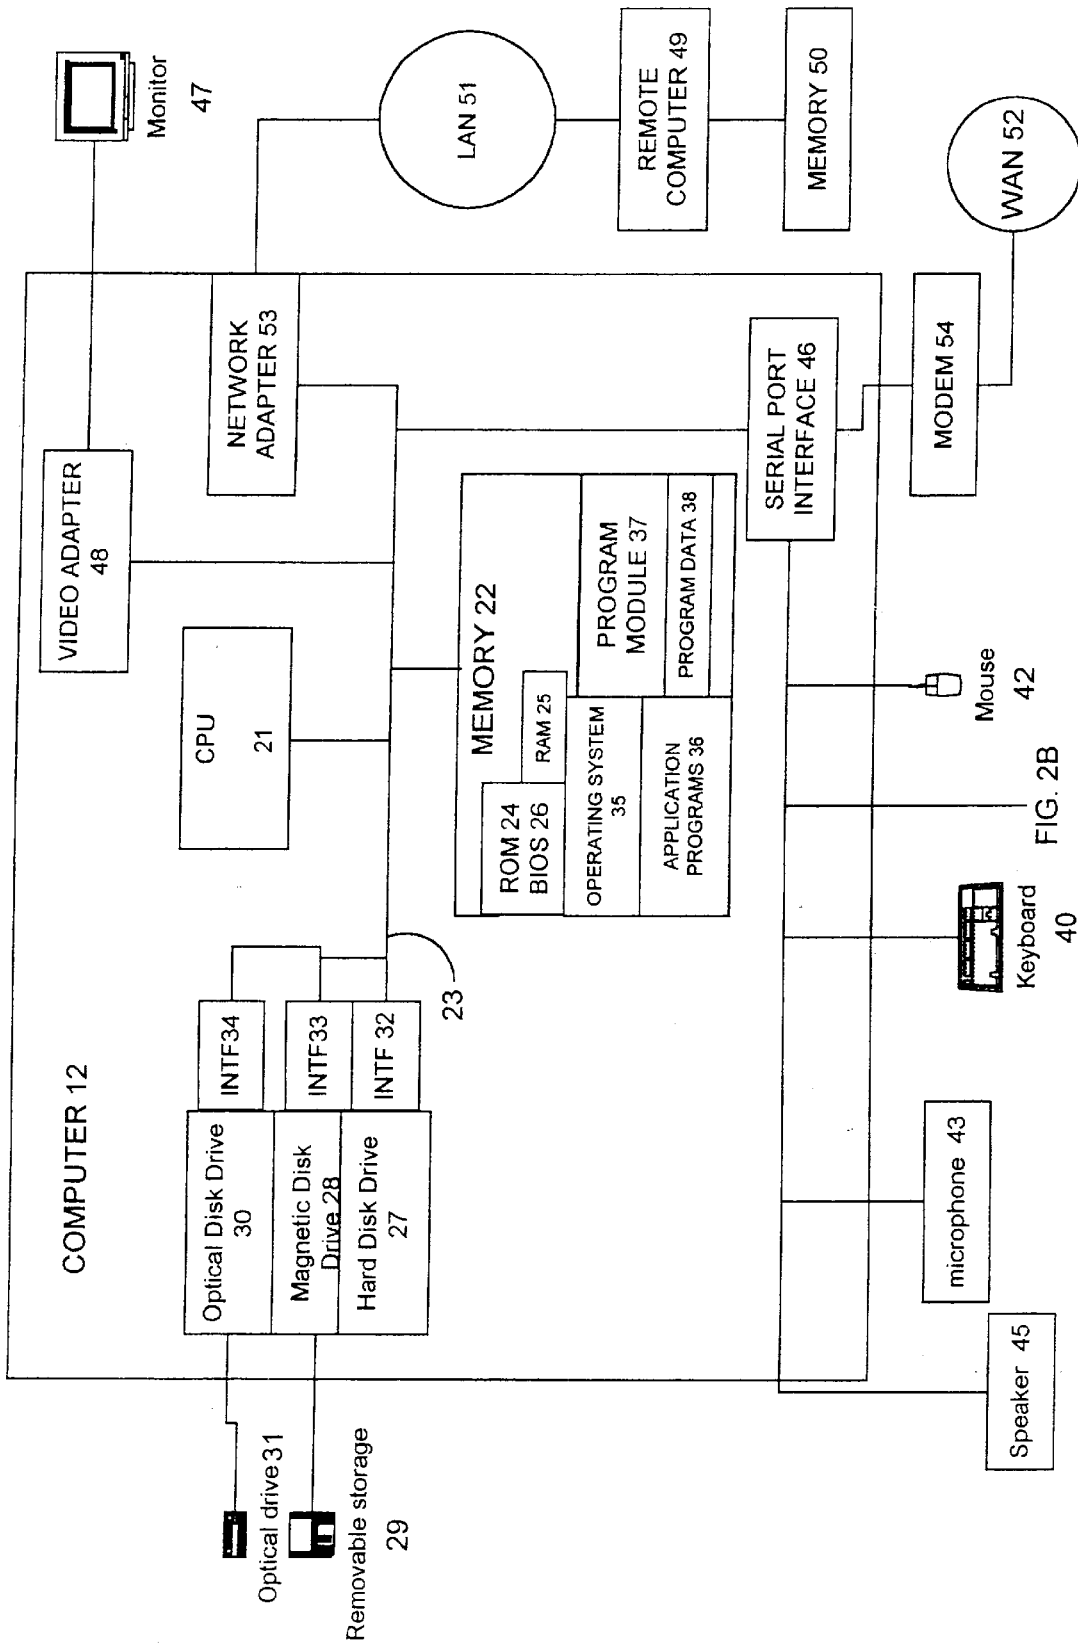 COMPUTER 12
Optical drive 31
Removable storage
29
Optical Disk Drive
30
Magnetic Disk
Drive 28
Hard Disk Drive
27
INTF34
INTF33
INTF 32
23
CPU
21
VIDEO ADAPTER
48
Monitor
47
NETWORK
ADAPTER 53
MEMORY 22
ROM 24
BIOS 26
RAM 25
OPERATING SYSTEM
35
APPLICATION
PROGRAMS 36
PROGRAM
MODULE 37
PROGRAM DATA 38
LAN 51
REMOTE
COMPUTER 49
MEMORY 50
SERIAL PORT
INTERFACE 46
MODEM 54
WAN 52
Speaker 45
microphone 43
Keyboard
40
Mouse
42
FIG. 2B